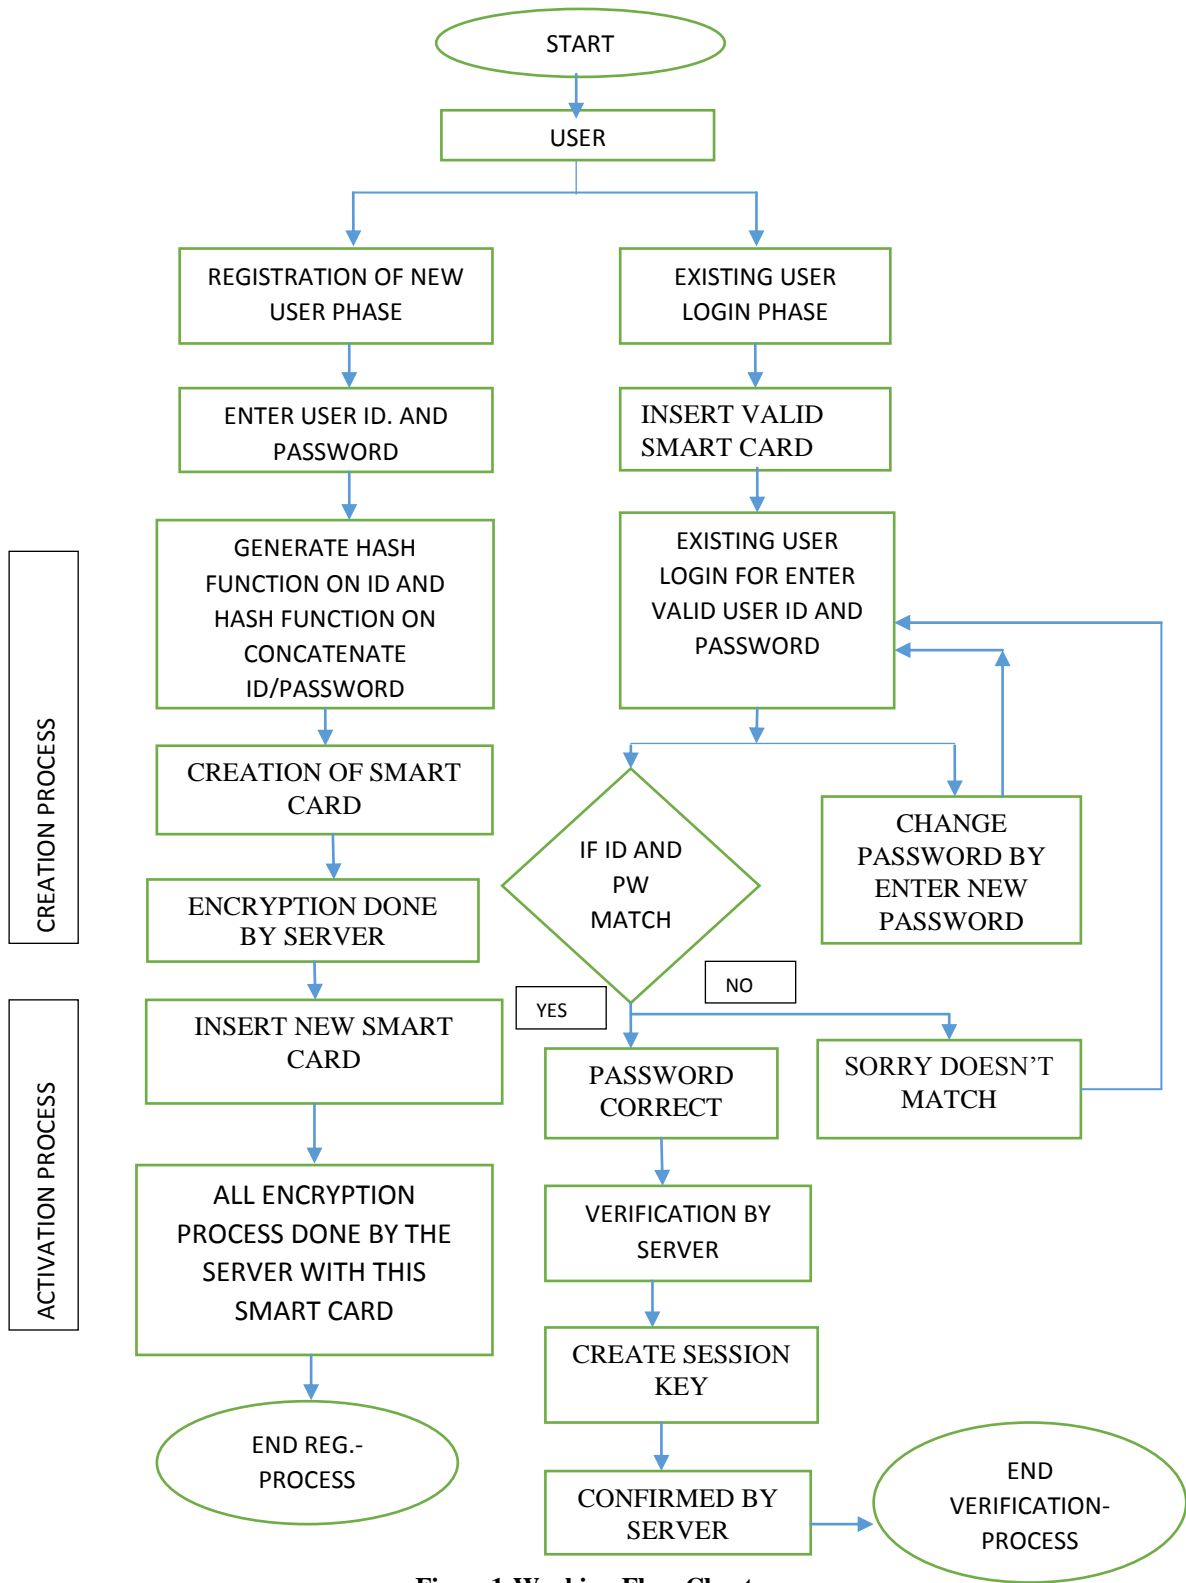 START
USER
REGISTRATION OF NEW
USER PHASE
EXISTING USER
LOGIN PHASE
ENTER USER ID. AND
PASSWORD
INSERT VALID
SMART CARD
GENERATE HASH
FUNCTION ON ID AND
HASH FUNCTION ON
CONCATENATE
ID/PASSWORD
EXISTING USER
LOGIN FOR ENTER
VALID USER ID AND
PASSWORD
CREATION PROCESS
CREATION OF SMART
CARD
IF ID AND
PW
MATCH
CHANGE
PASSWORD BY
ENTER NEW
PASSWORD
ENCRYPTION DONE
BY SERVER
YES
NO
ACTIVATION PROCESS
INSERT NEW SMART
CARD
PASSWORD
CORRECT
SORRY DOESN'T
MATCH
ALL ENCRYPTION
PROCESS DONE BY THE
SERVER WITH THIS
SMART CARD
VERIFICATION BY
SERVER
CREATE SESSION
KEY
END REG.-
PROCESS
CONFIRMED BY
SERVER
END
VERIFICATION-
PROCESS
Figure 1 Working Flow Chart